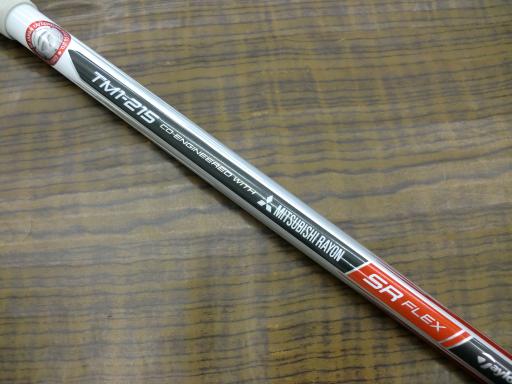 TM1-215 CO-ENGINEERED WITH MITSUBISHI RAYON SR FLEX